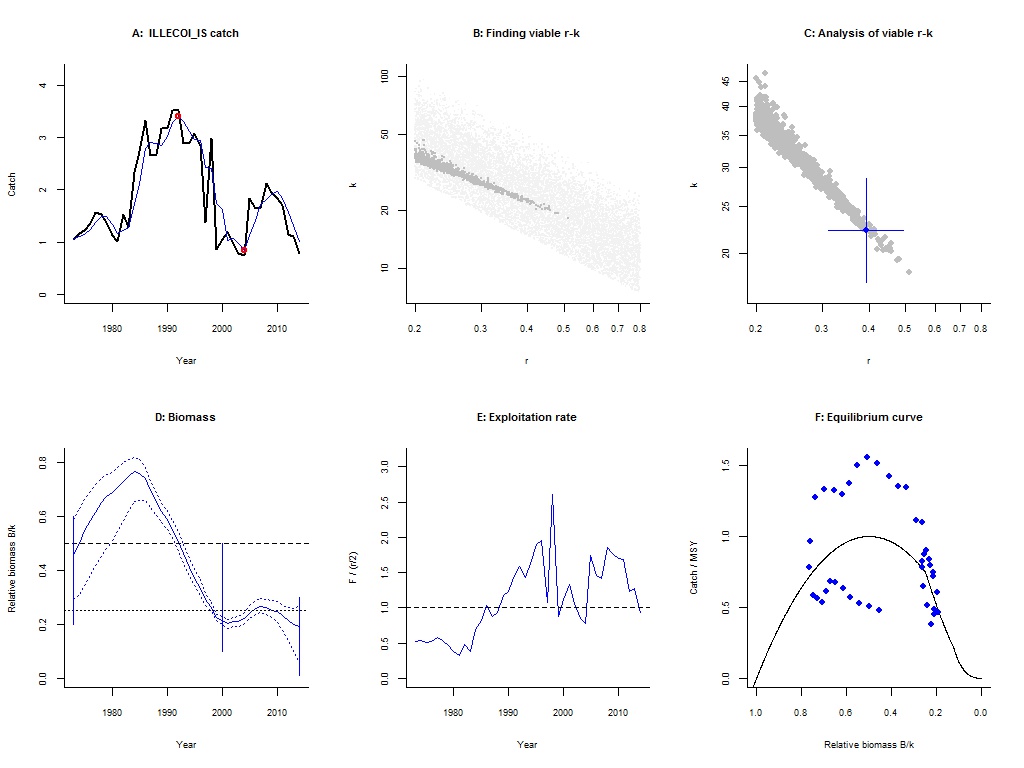 A: ILLECOI_IS catch
B: Finding viable r-k
C: Analysis of viable r-k
Catch
4
3
2
1
0
1980 1990 2000 2010
Year
k
100
50
20
10
0.2 0.3 0.4 0.5 0.6 0.7 0.8
r
k
45
40
35
30
25
20
0.2 0.3 0.4 0.5 0.6 0.7 0.8
r
D: Biomass
E: Exploitation rate
F: Equilibrium curve
Relative biomass B/k
0.8
0.6
0.4
0.2
0.0
1980 1990 2000 2010
Year
F / (r/2)
3.0
2.5
2.0
1.5
1.0
0.5
0.0
1980 1990 2000 2010
Year
Catch / MSY
1.5
1.0
0.5
0.0
1.0 0.8 0.6 0.4 0.2 0.0
Relative biomass B/k